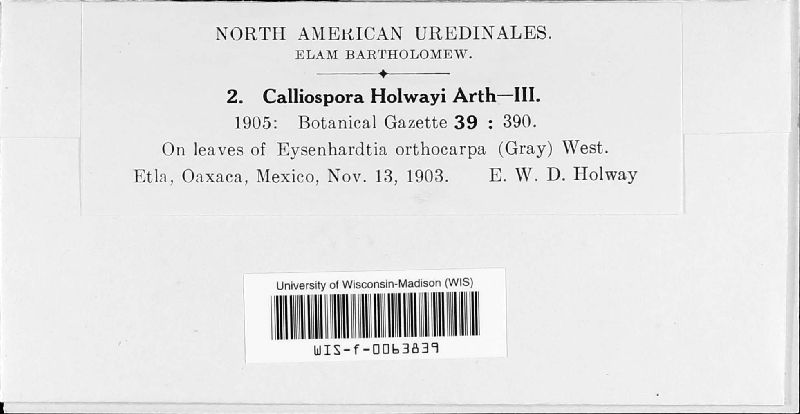 NORTH AMERICAN UREDINALES.
ELAM BARTHOLOMEW.
2. Calliospora Holwayi Arth—III.
1905: Botanical Gazette 39 : 390.
On leaves of Eysenhardtia orthocarpa (Gray) West.
Etla, Oaxaca, Mexico, Nov. 13, 1903. E. W. D. Holway
University of Wisconsin-Madison (WIS)
WIS-f-0063839